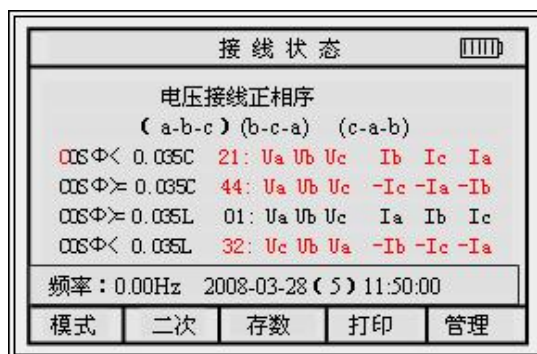 接线状态
电压接线正相序
(a-b-c) (b-c-a) (c-a-b)
COSΦ< 0.035C 21: Ua Ub Uc Ib Ic Ia
COSΦ>= 0.035C 44: Ua Ub Uc -Ic -Ia -Ib
COSΦ>= 0.035L 01: Ua Ub Uc Ia Ib Ic
COSΦ< 0.035L 32: Uc Ub Ua -Ib -Ic -Ia
频率：0.00Hz 2008-03-28(5)11:50:00
模式 二次 存数 打印 管理